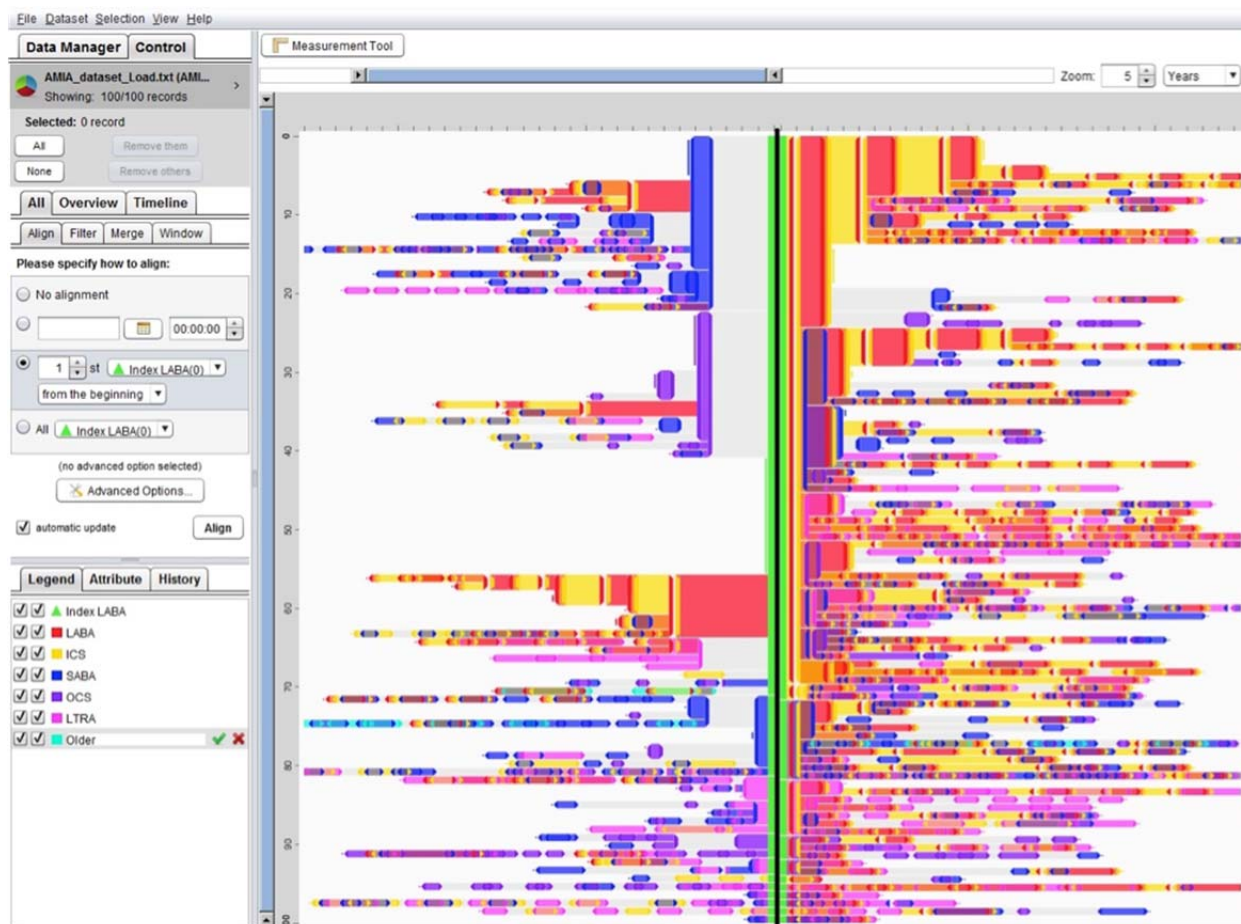 File Dataset Selection View Help
Data Manager Control
Measurement Tool
AMIA_dataset_Load.txt (AMI...
Showing: 100/100 records
>
Zoom: 5 Years
Selected: 0 record
All Remove them
None Remove others
All Overview Timeline
Align Filter Merge Window
Please specify how to align:
No alignment
00:00:00
1 st Index LABA(0)
from the beginning
All Index LABA(0)
(no advanced option selected)
Advanced Options...
automatic update Align
Legend Attribute History
Index LABA
LABA
ICS
SABA
OCS
LTRA
Older
0
10
20
30
40
50
60
70
80
90
00